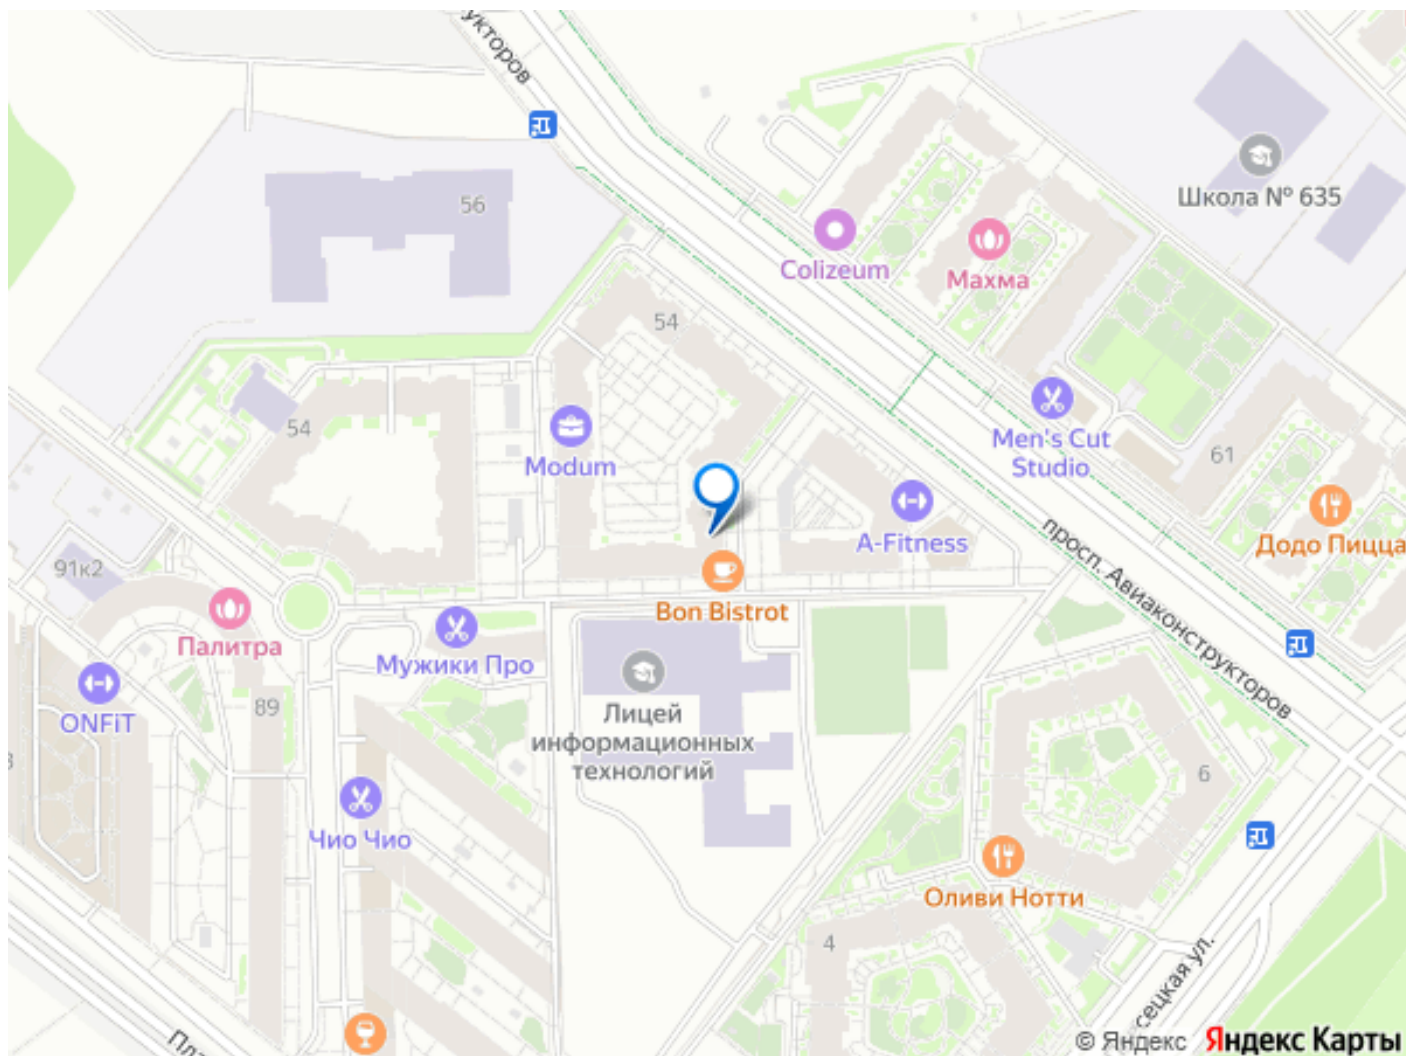 укторов
56
Школа № 635
Colizeum
Махма
54
54
Modum
Men's Cut
Studio
61
A-Fitness
Додо Пицца
просп. Авиаконструкторов
91к2
Bon Bistrot
Палитра
Мужики Про
ONFiT
89
Лицей
информационных
технологий
6
Чио Чио
Оливи Нотти
4
сецкая ул.
Пла
© Яндекс Яндекс Карты